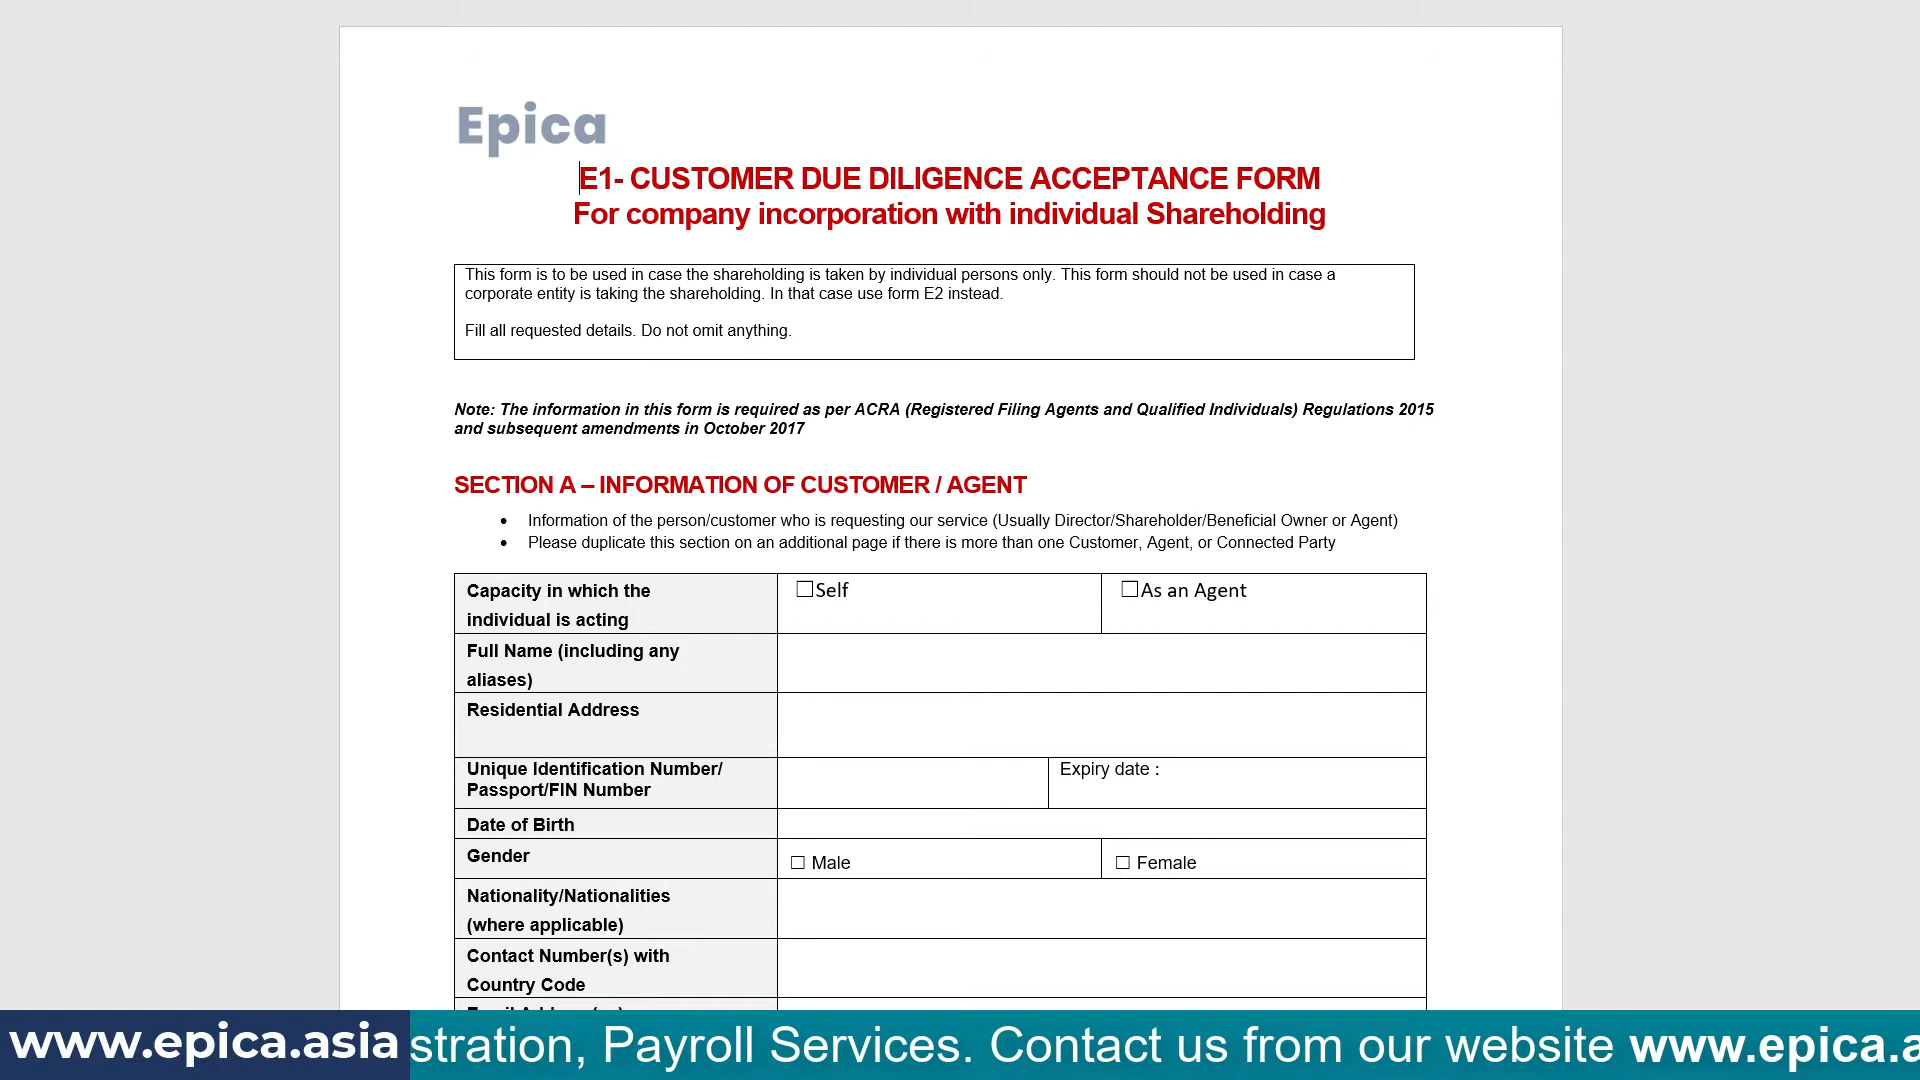 Epica
E1- CUSTOMER DUE DILIGENCE ACCEPTANCE FORM
For company incorporation with individual Shareholding
This form is to be used in case the shareholding is taken by individual persons only. This form should not be used in case a
corporate entity is taking the shareholding. In that case use form E2 instead.
Fill all requested details. Do not omit anything.
Note: The information in this form is required as per ACRA (Registered Filing Agents and Qualified Individuals) Regulations 2015
and subsequent amendments in October 2017
SECTION A – INFORMATION OF CUSTOMER / AGENT
• Information of the person/customer who is requesting our service (Usually Director/Shareholder/Beneficial Owner or Agent)
• Please duplicate this section on an additional page if there is more than one Customer, Agent, or Connected Party
Capacity in which the
individual is acting
☐Self
☐As an Agent
Full Name (including any
aliases)
Residential Address
Unique Identification Number/
Passport/FIN Number
Expiry date :
Date of Birth
Gender
☐ Male
☐ Female
Nationality/Nationalities
(where applicable)
Contact Number(s) with
Country Code
www.epica.asia
stration, Payroll Services. Contact us from our website www.epica.a